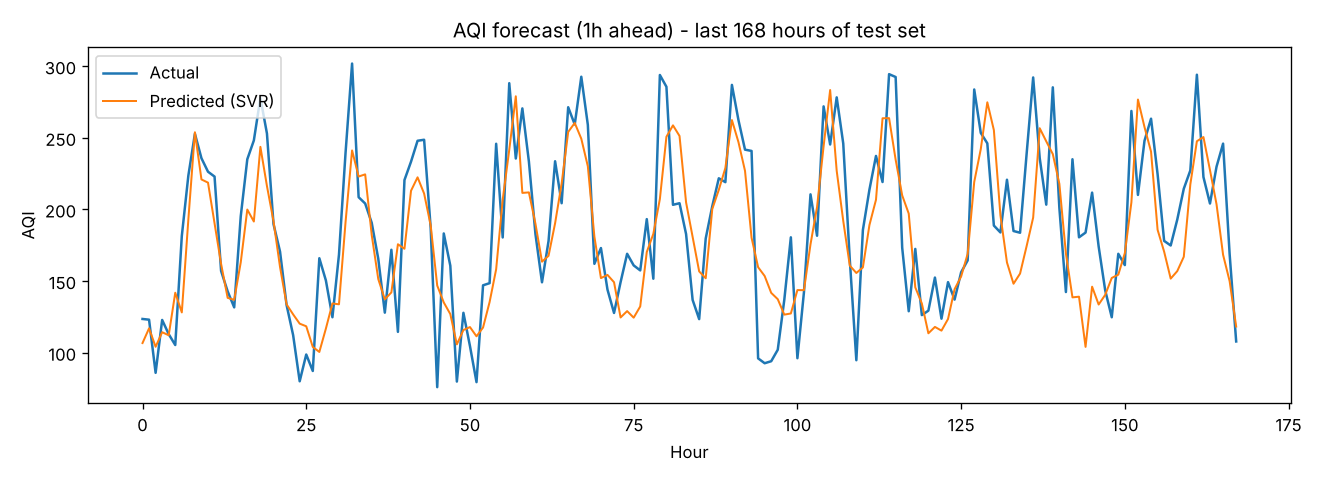 AQI forecast (1h ahead) - last 168 hours of test set
Actual
Predicted (SVR)
300
250
200
150
100
AQI
0 25 50 75 100 125 150 175
Hour